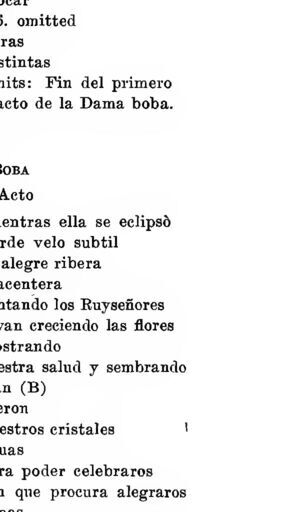 ocar
5. omitted
ras
stintas
nits: Fin del primero
acto de la Dama boba.
BOBA
Acto
entras ella se eclipsò
rde velo subtil
alegre ribera
acentera
ntando los Ruyseñores
van creciendo las flores
ostrando
estra salud y sembrando
n (B)
eron
estros cristales
uas
ra poder celebraros
n que procura alegraros